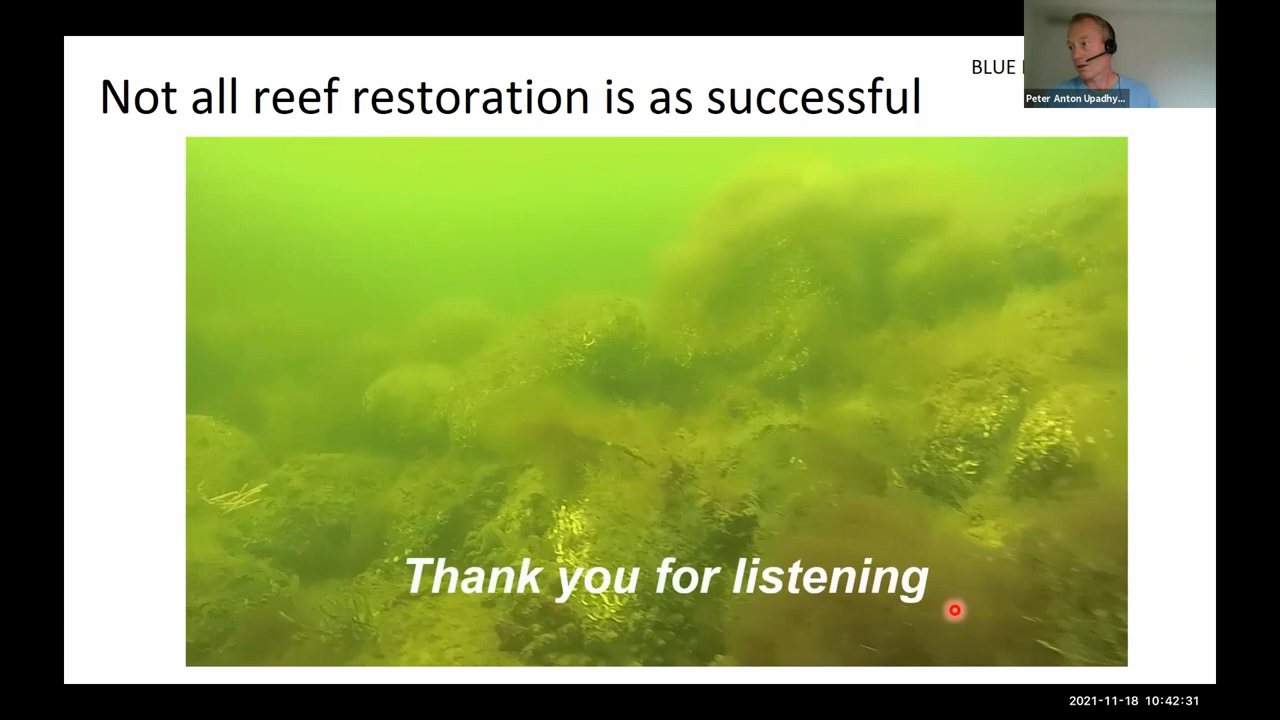 Not all reef restoration is as successful
BLUE
Peter Anton Upadhy...
Thank you for listening
2021-11-18 10:42:31